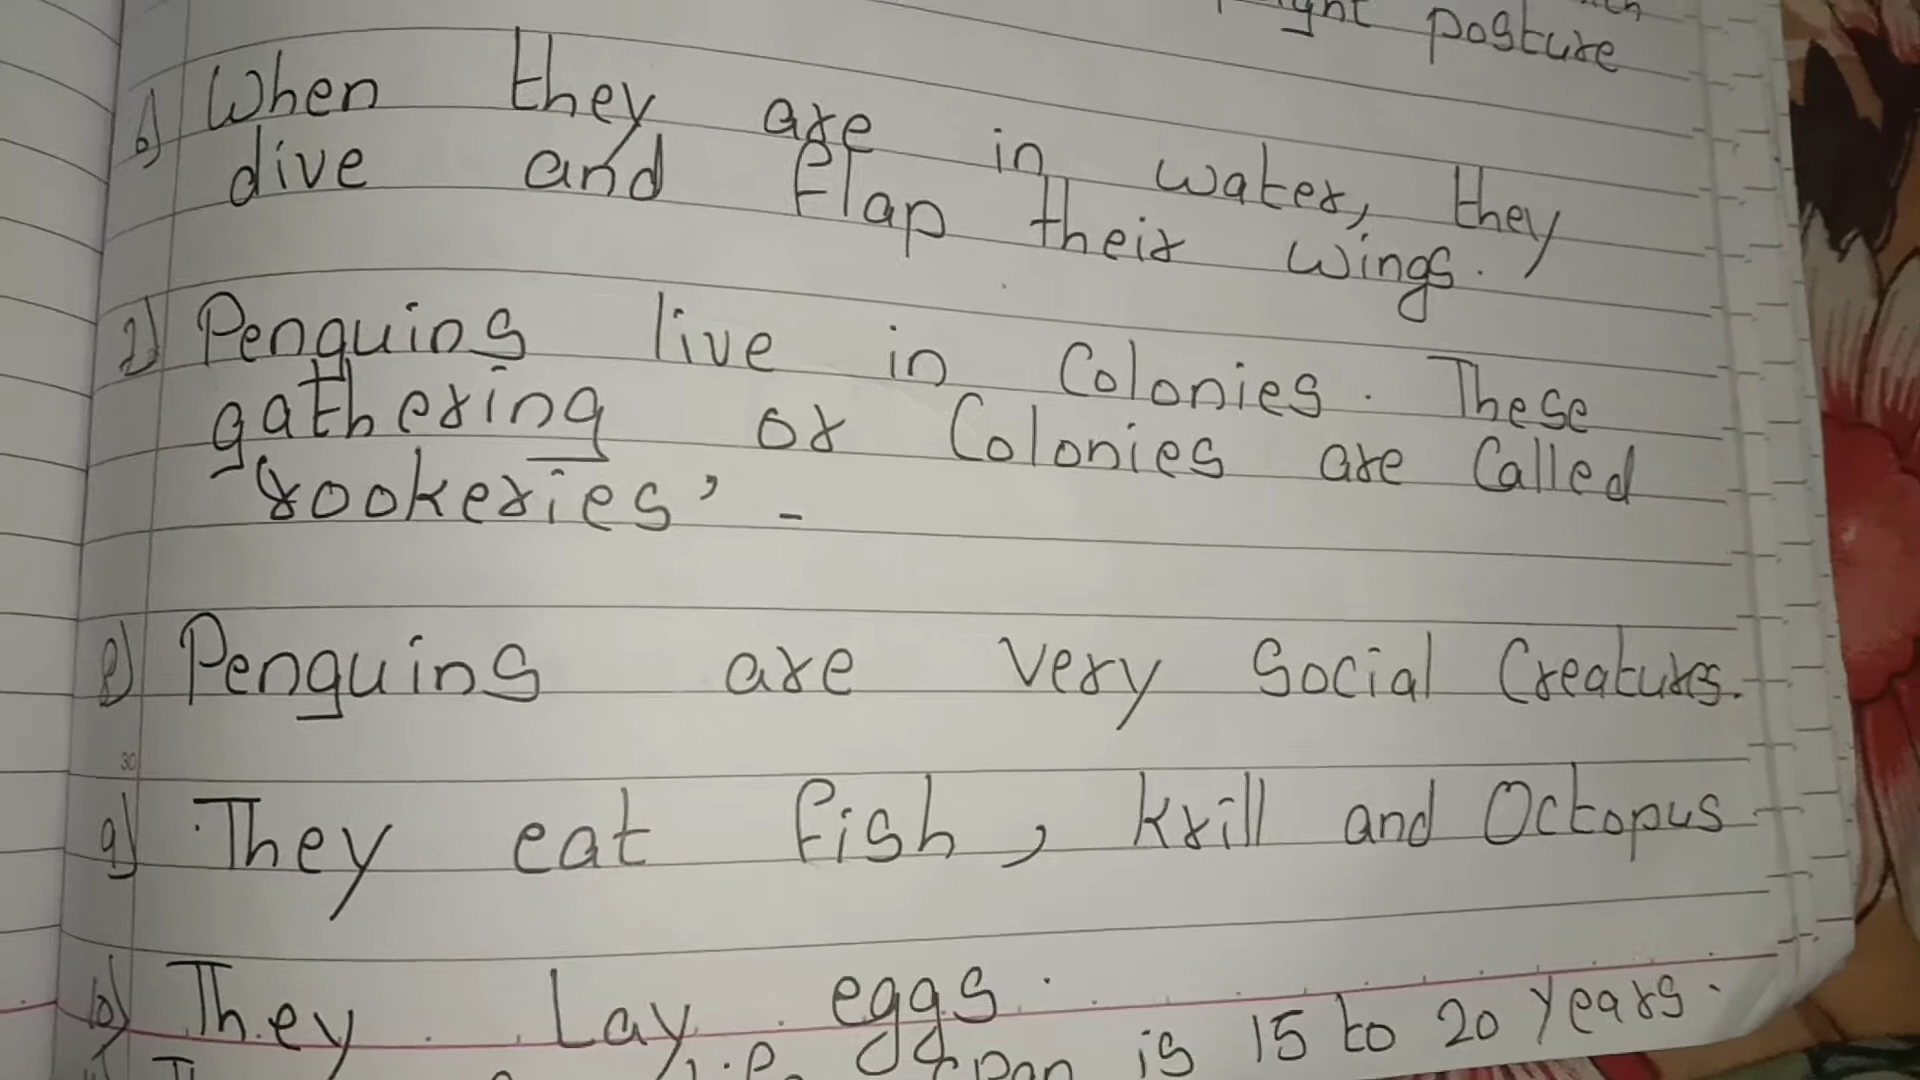 posture
6) When they are in water, they
dive and flap their wings.
7) Penguins live in Colonies. These
gathering or Colonies are Called
'rookeries'.
8) Penguins are very Social Creatures.
30
9) They eat fish, krill and Octopus
10) They Lay eggs.
is 15 to 20 years.